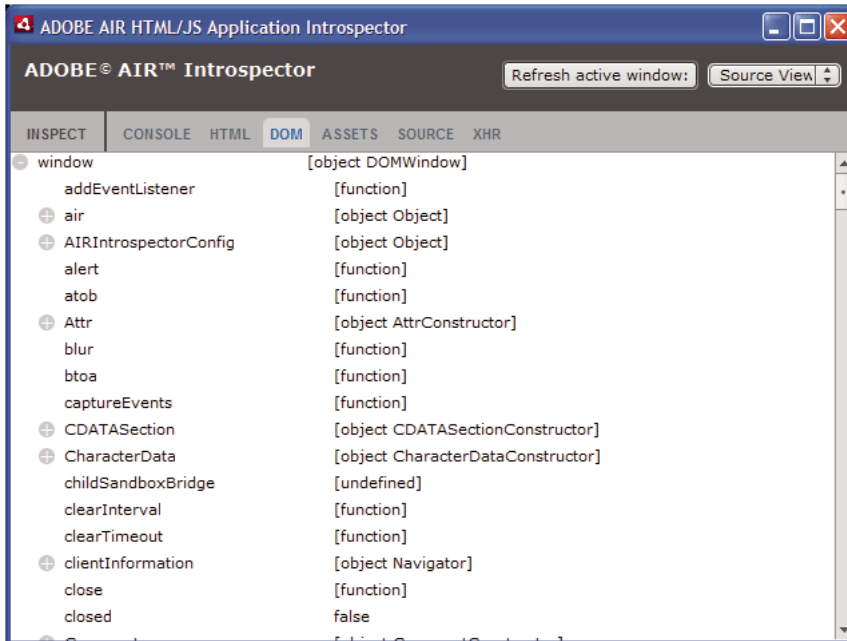 ADOBE AIR HTML/JS Application Introspector
ADOBE© AIR™ Introspector
Refresh active window:
Source View
INSPECT CONSOLE HTML DOM ASSETS SOURCE XHR
window [object DOMWindow]
addEventListener [function]
air [object Object]
AIRIntrospectorConfig [object Object]
alert [function]
atob [function]
Attr [object AttrConstructor]
blur [function]
btoa [function]
captureEvents [function]
CDATASection [object CDATASectionConstructor]
CharacterData [object CharacterDataConstructor]
childSandboxBridge [undefined]
clearInterval [function]
clearTimeout [function]
clientInformation [object Navigator]
close [function]
closed false